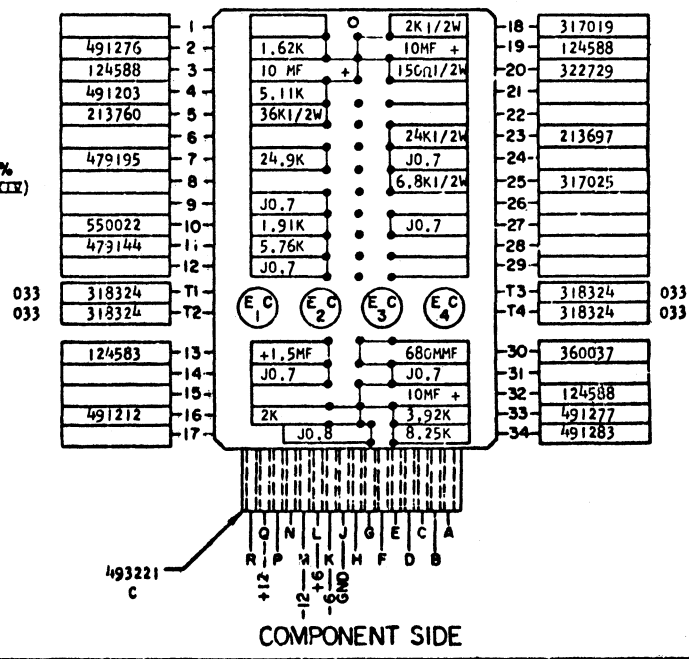 1 2K1/2W 18 317019
491276 2 1.62K 10MF + 19 124588
124588 3 10 MF + 150Ω1/2W 20 322729
491203 4 5.11K 21
213760 5 36K1/2W 22
6 24K1/2W 23 213697
%
479195 7 24.9K J0.7 24
XIV)
8 6.8K1/2W 25 317025
9 J0.7 26
550022 10 1.91K J0.7 27
479144 11 5.76K 28
12 J0.7 29
033 318324 T1 T3 318324 033
E C E C E C E C
1 2 3 4
033 318324 T2 T4 318324 033
124583 13 +1.5MF 680MMF 30 360037
14 J0.7 J0.7 31
15 10MF + 32 124588
491212 16 2K 3.92K 33 491277
17 J0.8 8.25K 34 491283
Q N L J G E C A
R P M K H F D B
+12 -12 +6 -6 GND
493221
C
COMPONENT SIDE